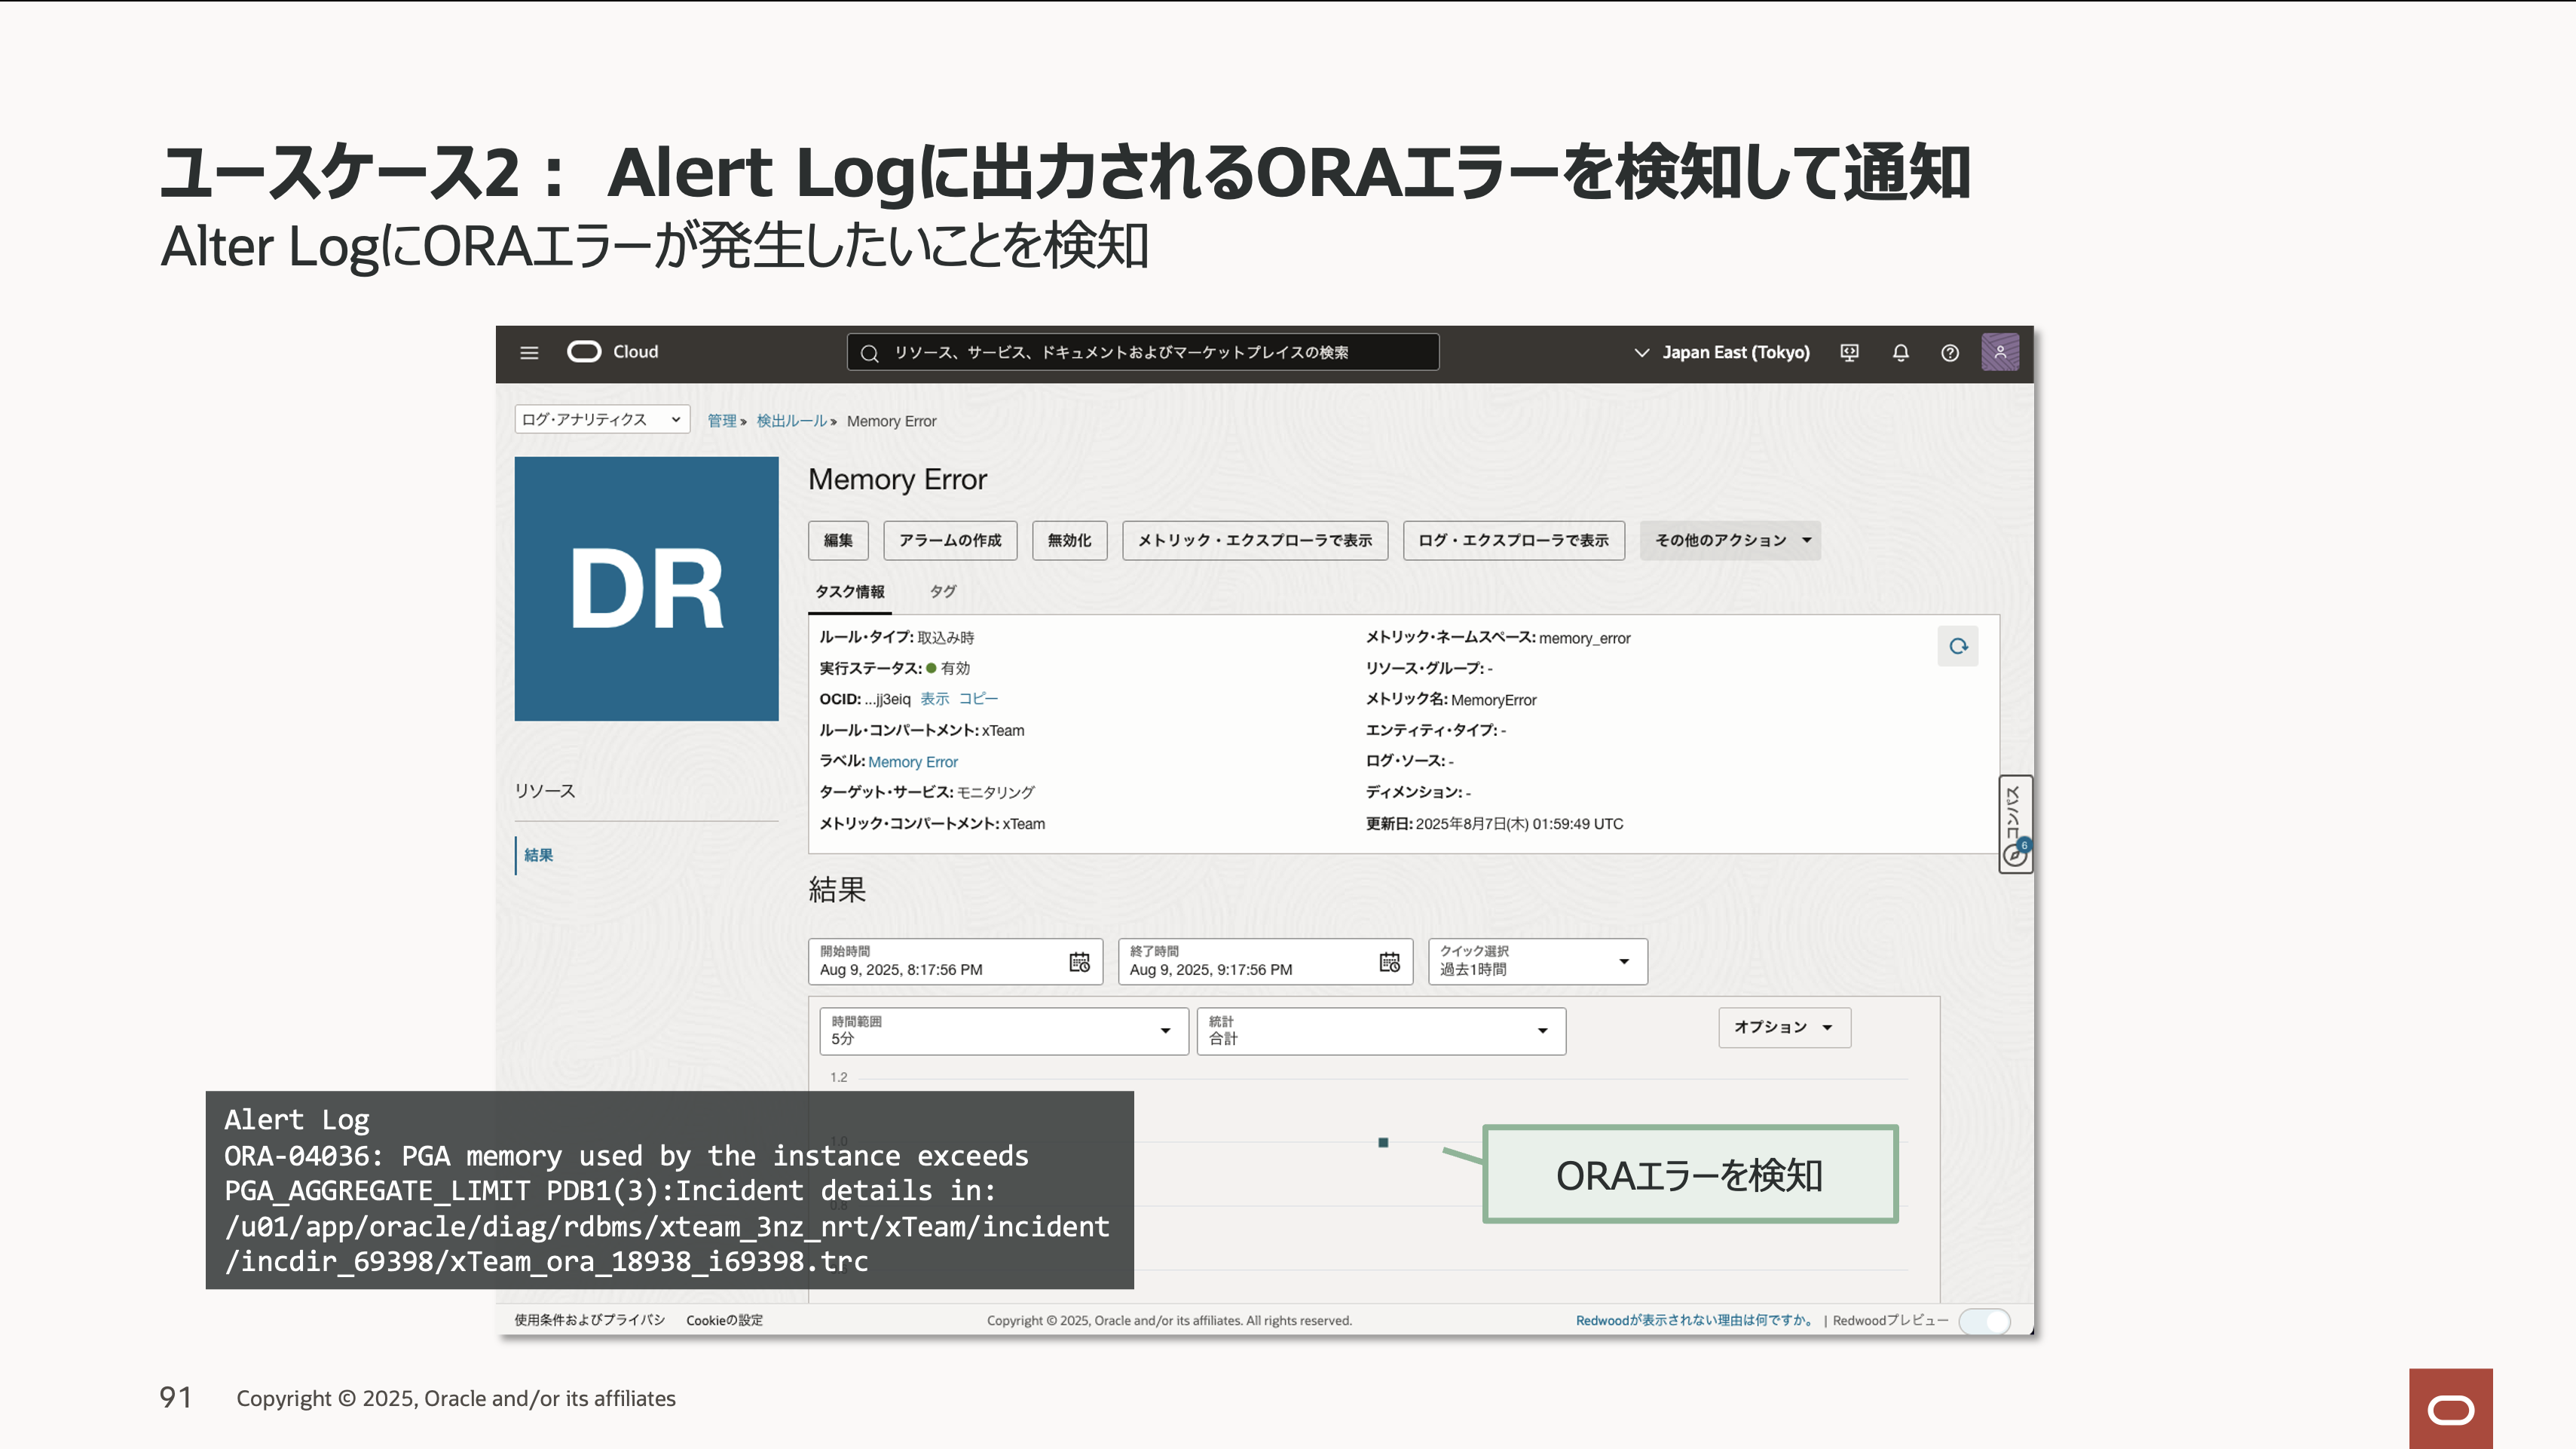 ユースケース2： Alert Logに出力されるORAエラーを検知して通知
Alter LogにORAエラーが発生したいことを検知
Cloud
リソース、サービス、ドキュメントおよびマーケットプレイスの検索
Japan East (Tokyo)
ログ・アナリティクス
管理 » 検出ルール » Memory Error
DR
Memory Error
編集
アラームの作成
無効化
メトリック・エクスプローラで表示
ログ・エクスプローラで表示
その他のアクション
タスク情報
タグ
ルール・タイプ: 取込み時
実行ステータス: 有効
OCID: ...jj3eiq 表示 コピー
ルール・コンパートメント: xTeam
ラベル: Memory Error
ターゲット・サービス: モニタリング
メトリック・コンパートメント: xTeam
メトリック・ネームスペース: memory_error
リソース・グループ: -
メトリック名: MemoryError
エンティティ・タイプ: -
ログ・ソース: -
ディメンション: -
更新日: 2025年8月7日(木) 01:59:49 UTC
コンパス
6
リソース
結果
結果
開始時間
Aug 9, 2025, 8:17:56 PM
終了時間
Aug 9, 2025, 9:17:56 PM
クイック選択
過去1時間
時間範囲
5分
統計
合計
オプション
1.2
1.0
0.8
Alert Log
ORA-04036: PGA memory used by the instance exceeds
PGA_AGGREGATE_LIMIT PDB1(3):Incident details in:
/u01/app/oracle/diag/rdbms/xteam_3nz_nrt/xTeam/incident
/incdir_69398/xTeam_ora_18938_i69398.trc
ORAエラーを検知
使用条件およびプライバシ
Cookieの設定
Copyright © 2025, Oracle and/or its affiliates. All rights reserved.
Redwoodが表示されない理由は何ですか。 | Redwoodプレビュー
91
Copyright © 2025, Oracle and/or its affiliates